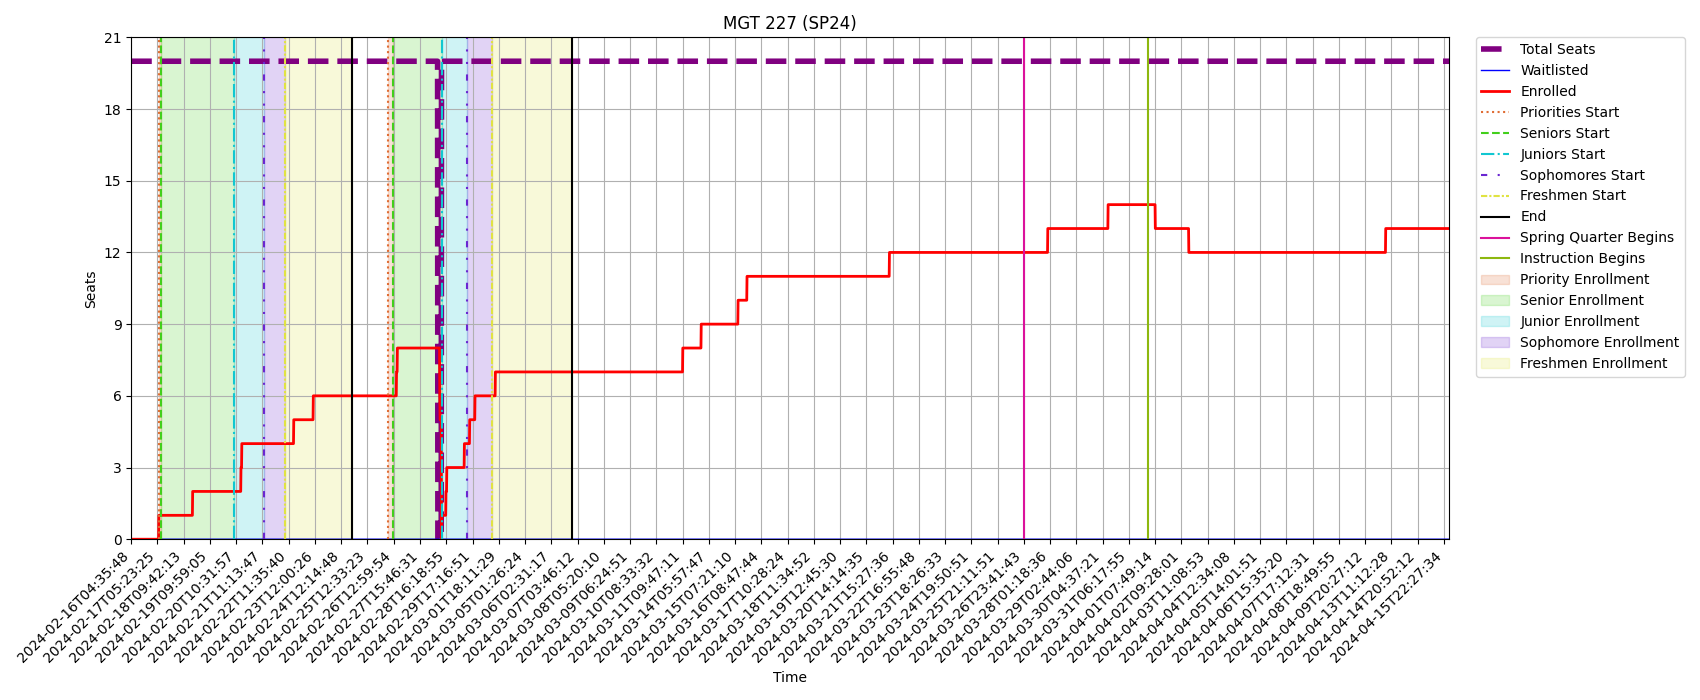 MGT 227 (SP24)
21
18
15
12
9
6
3
0
Seats
2024-02-16T04:35:48
2024-02-17T05:23:25
2024-02-18T09:42:13
2024-02-19T09:59:05
2024-02-20T10:31:57
2024-02-21T11:13:47
2024-02-22T11:35:40
2024-02-23T12:00:26
2024-02-24T12:14:48
2024-02-25T12:33:23
2024-02-26T12:59:54
2024-02-27T15:46:31
2024-02-28T16:18:55
2024-02-29T17:16:51
2024-03-01T18:11:29
2024-03-05T01:26:24
2024-03-06T02:31:17
2024-03-07T03:46:12
2024-03-08T05:20:10
2024-03-09T06:24:51
2024-03-10T08:33:32
2024-03-11T09:47:11
2024-03-14T05:57:47
2024-03-15T07:21:10
2024-03-16T08:47:44
2024-03-17T10:28:24
2024-03-18T11:34:52
2024-03-19T12:45:30
2024-03-20T14:14:35
2024-03-21T15:27:36
2024-03-22T16:55:48
2024-03-23T18:26:33
2024-03-24T19:50:51
2024-03-25T21:11:51
2024-03-26T23:41:43
2024-03-28T01:18:36
2024-03-29T02:44:06
2024-03-30T04:37:21
2024-03-31T06:17:55
2024-04-01T07:49:14
2024-04-02T09:28:01
2024-04-03T11:08:53
2024-04-04T12:34:08
2024-04-05T14:01:51
2024-04-06T15:35:20
2024-04-07T17:12:31
2024-04-08T18:49:55
2024-04-09T20:27:12
2024-04-13T11:12:28
2024-04-14T20:52:12
2024-04-15T22:27:34
Time
Total Seats
Waitlisted
Enrolled
Priorities Start
Seniors Start
Juniors Start
Sophomores Start
Freshmen Start
End
Spring Quarter Begins
Instruction Begins
Priority Enrollment
Senior Enrollment
Junior Enrollment
Sophomore Enrollment
Freshmen Enrollment